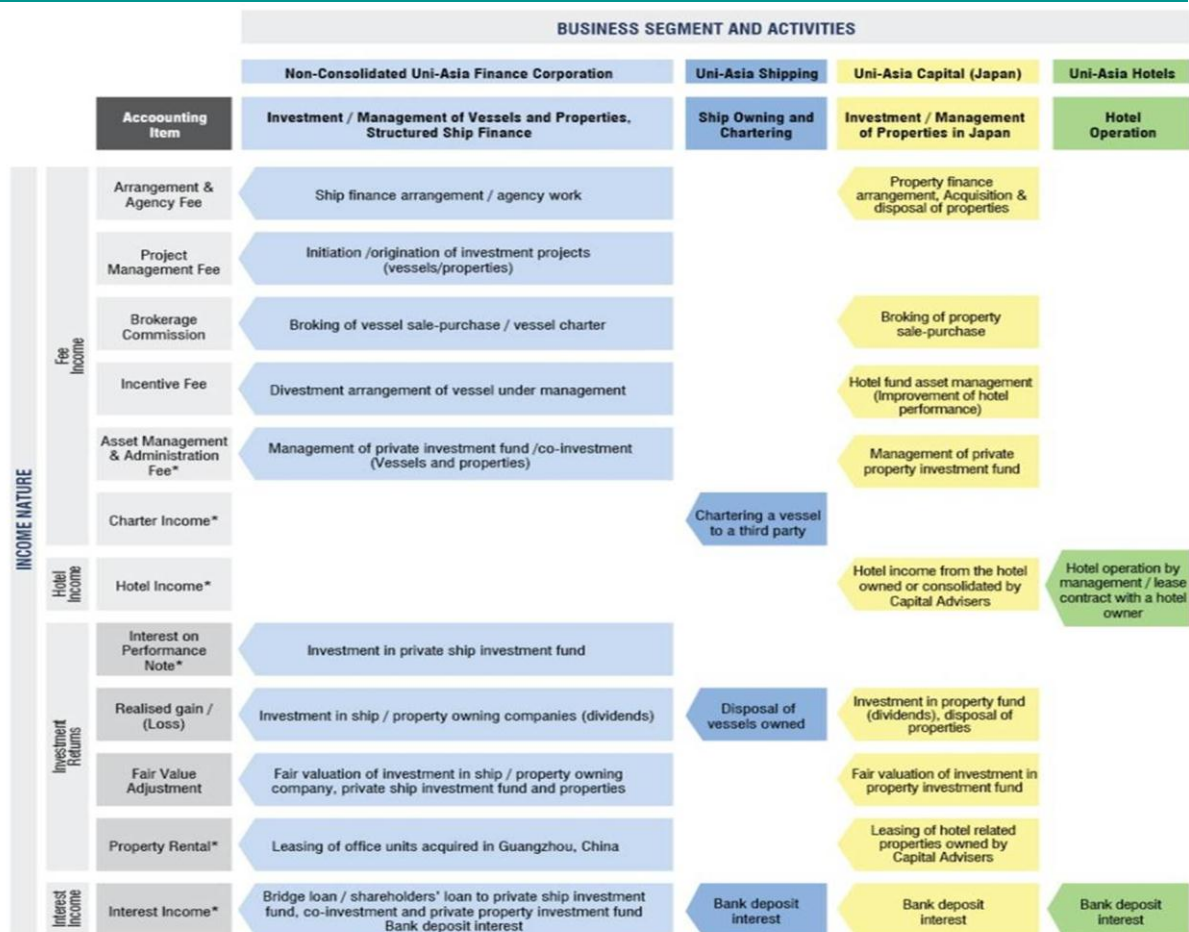 BUSINESS SEGMENT AND ACTIVITIES
Non-Consolidated Uni-Asia Finance Corporation
Uni-Asia Shipping
Uni-Asia Capital (Japan)
Uni-Asia Hotels
Accoounting
Item
Investment / Management of Vessels and Properties,
Structured Ship Finance
Ship Owning and
Chartering
Investment / Management
of Properties in Japan
Hotel
Operation
INCOME NATURE
Fee
Income
Arrangement &
Agency Fee
Ship finance arrangement / agency work
Property finance
arrangement, Acquisition &
disposal of properties
Project
Management Fee
Initiation /origination of investment projects
(vessels/properties)
Brokerage
Commission
Broking of vessel sale-purchase / vessel charter
Broking of property
sale-purchase
Incentive Fee
Divestment arrangement of vessel under management
Hotel fund asset management
(Improvement of hotel
performance)
Asset Management
& Administration
Fee*
Management of private investment fund /co-investment
(Vessels and properties)
Management of private
property investment fund
Charter Income*
Chartering a vessel
to a third party
Hotel
Income
Hotel Income*
Hotel income from the hotel
owned or consolidated by
Capital Advisers
Hotel operation by
management / lease
contract with a hotel
owner
Investment
Returns
Interest on
Performance
Note*
Investment in private ship investment fund
Realised gain /
(Loss)
Investment in ship / property owning companies (dividends)
Disposal of
vessels owned
Investment in property fund
(dividends), disposal of
properties
Fair Value
Adjustment
Fair valuation of investment in ship / property owning
company, private ship investment fund and properties
Fair valuation of investment in
property investment fund
Property Rental*
Leasing of office units acquired in Guangzhou, China
Leasing of hotel related
properties owned by
Capital Advisers
Interest
Income
Interest Income*
Bridge loan / shareholders' loan to private ship investment
fund, co-investment and private property investment fund
Bank deposit interest
Bank deposit
interest
Bank deposit
interest
Bank deposit
interest